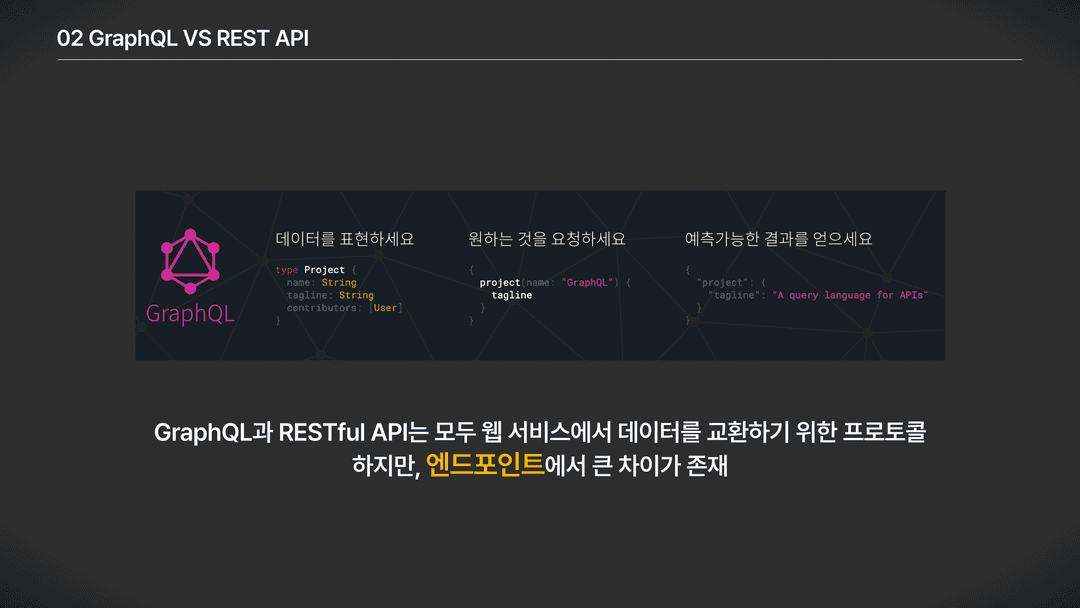 02 GraphQL VS REST API
GraphQL
데이터를 표현하세요
type Project {
name: String
tagline: String
contributors: [User]
}
원하는 것을 요청하세요
{
project(name: "GraphQL") {
tagline
}
}
예측가능한 결과를 얻으세요
{
"project": {
"tagline": "A query language for APIs"
}
}
GraphQL과 RESTful API는 모두 웹 서비스에서 데이터를 교환하기 위한 프로토콜
하지만, 엔드포인트에서 큰 차이가 존재